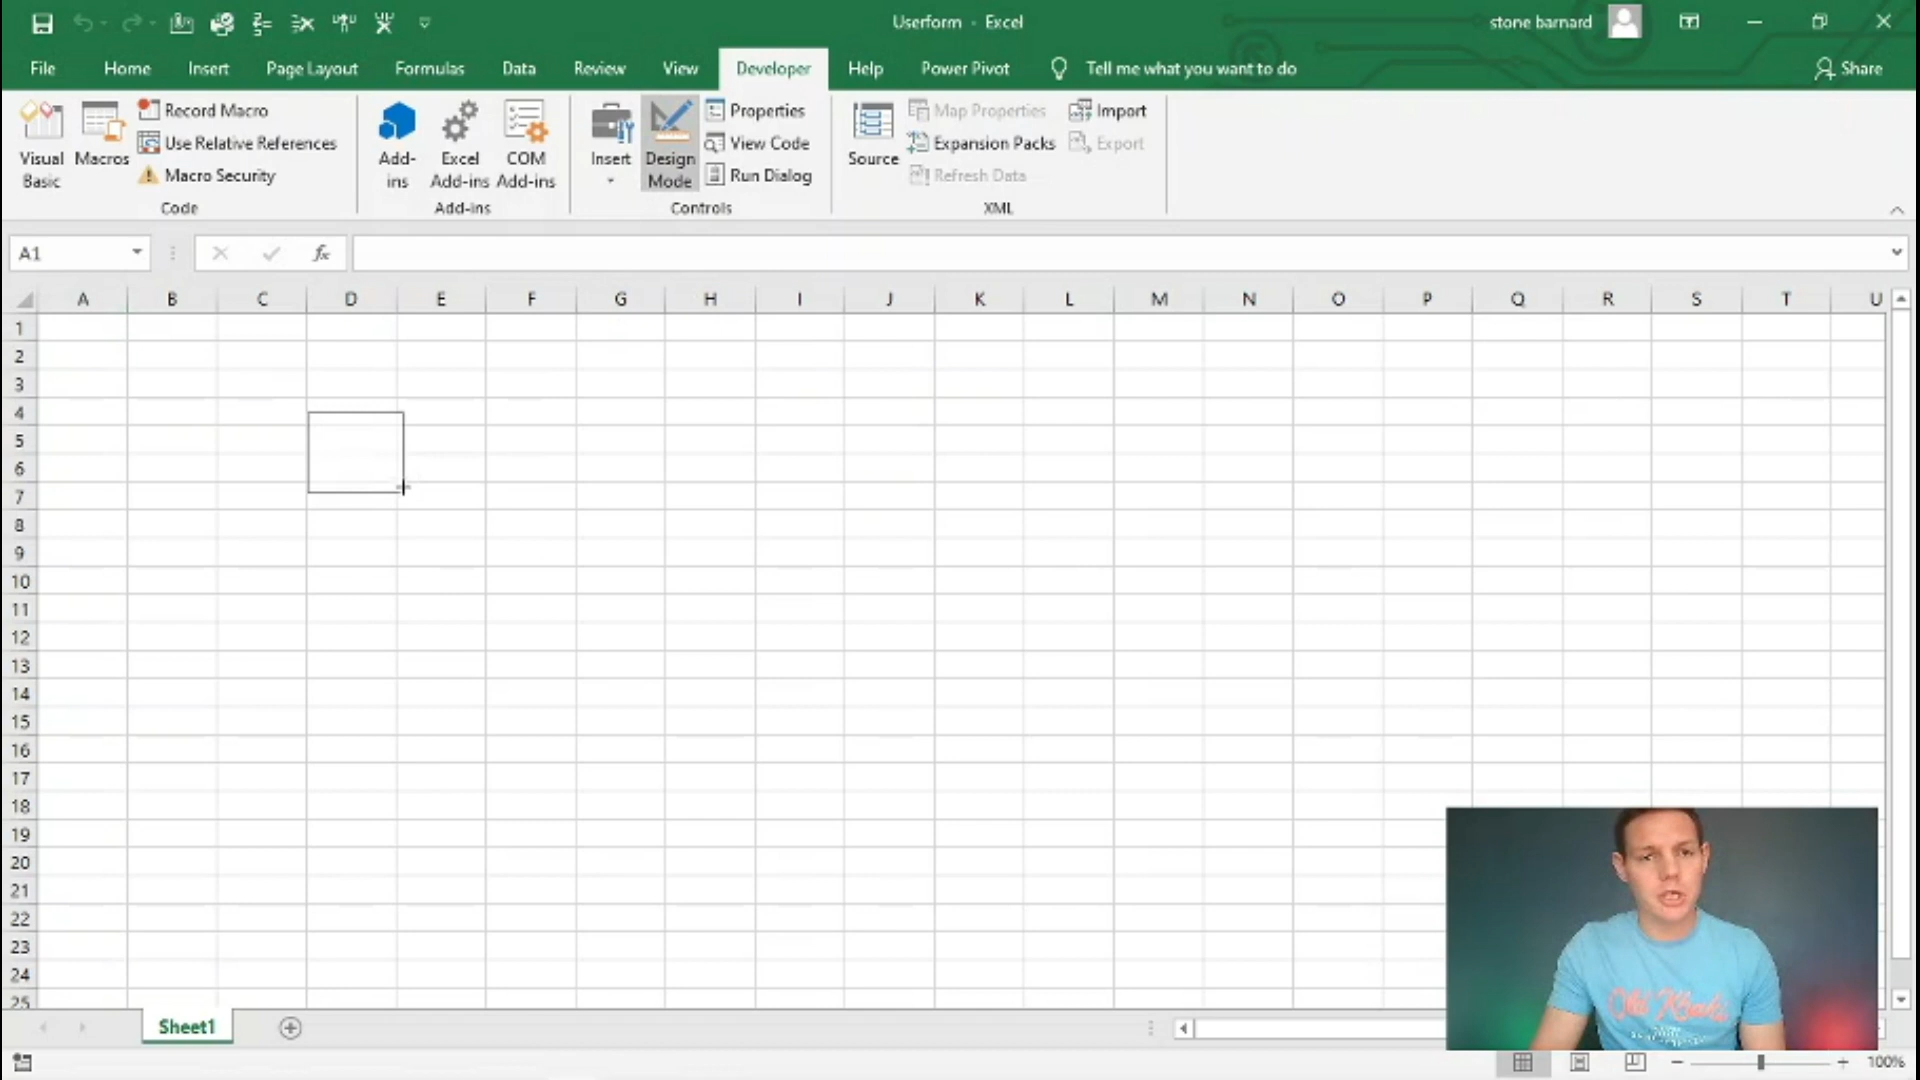 Userform - Excel
stone barnard
File Home Insert Page Layout Formulas Data Review View Developer Help Power Pivot Tell me what you want to do Share
Visual Basic
Macros
Record Macro
Use Relative References
Macro Security
Code
Add-ins
Excel Add-ins
COM Add-ins
Add-ins
Insert
Design Mode
Properties
View Code
Run Dialog
Controls
Source
Map Properties
Expansion Packs
Refresh Data
Import
Export
XML
A1
fx
A B C D E F G H I J K L M N O P Q R S T U
1
2
3
4
5
6
7
8
9
10
11
12
13
14
15
16
17
18
19
20
21
22
23
24
25
Old Khaki
Sheet1
100%